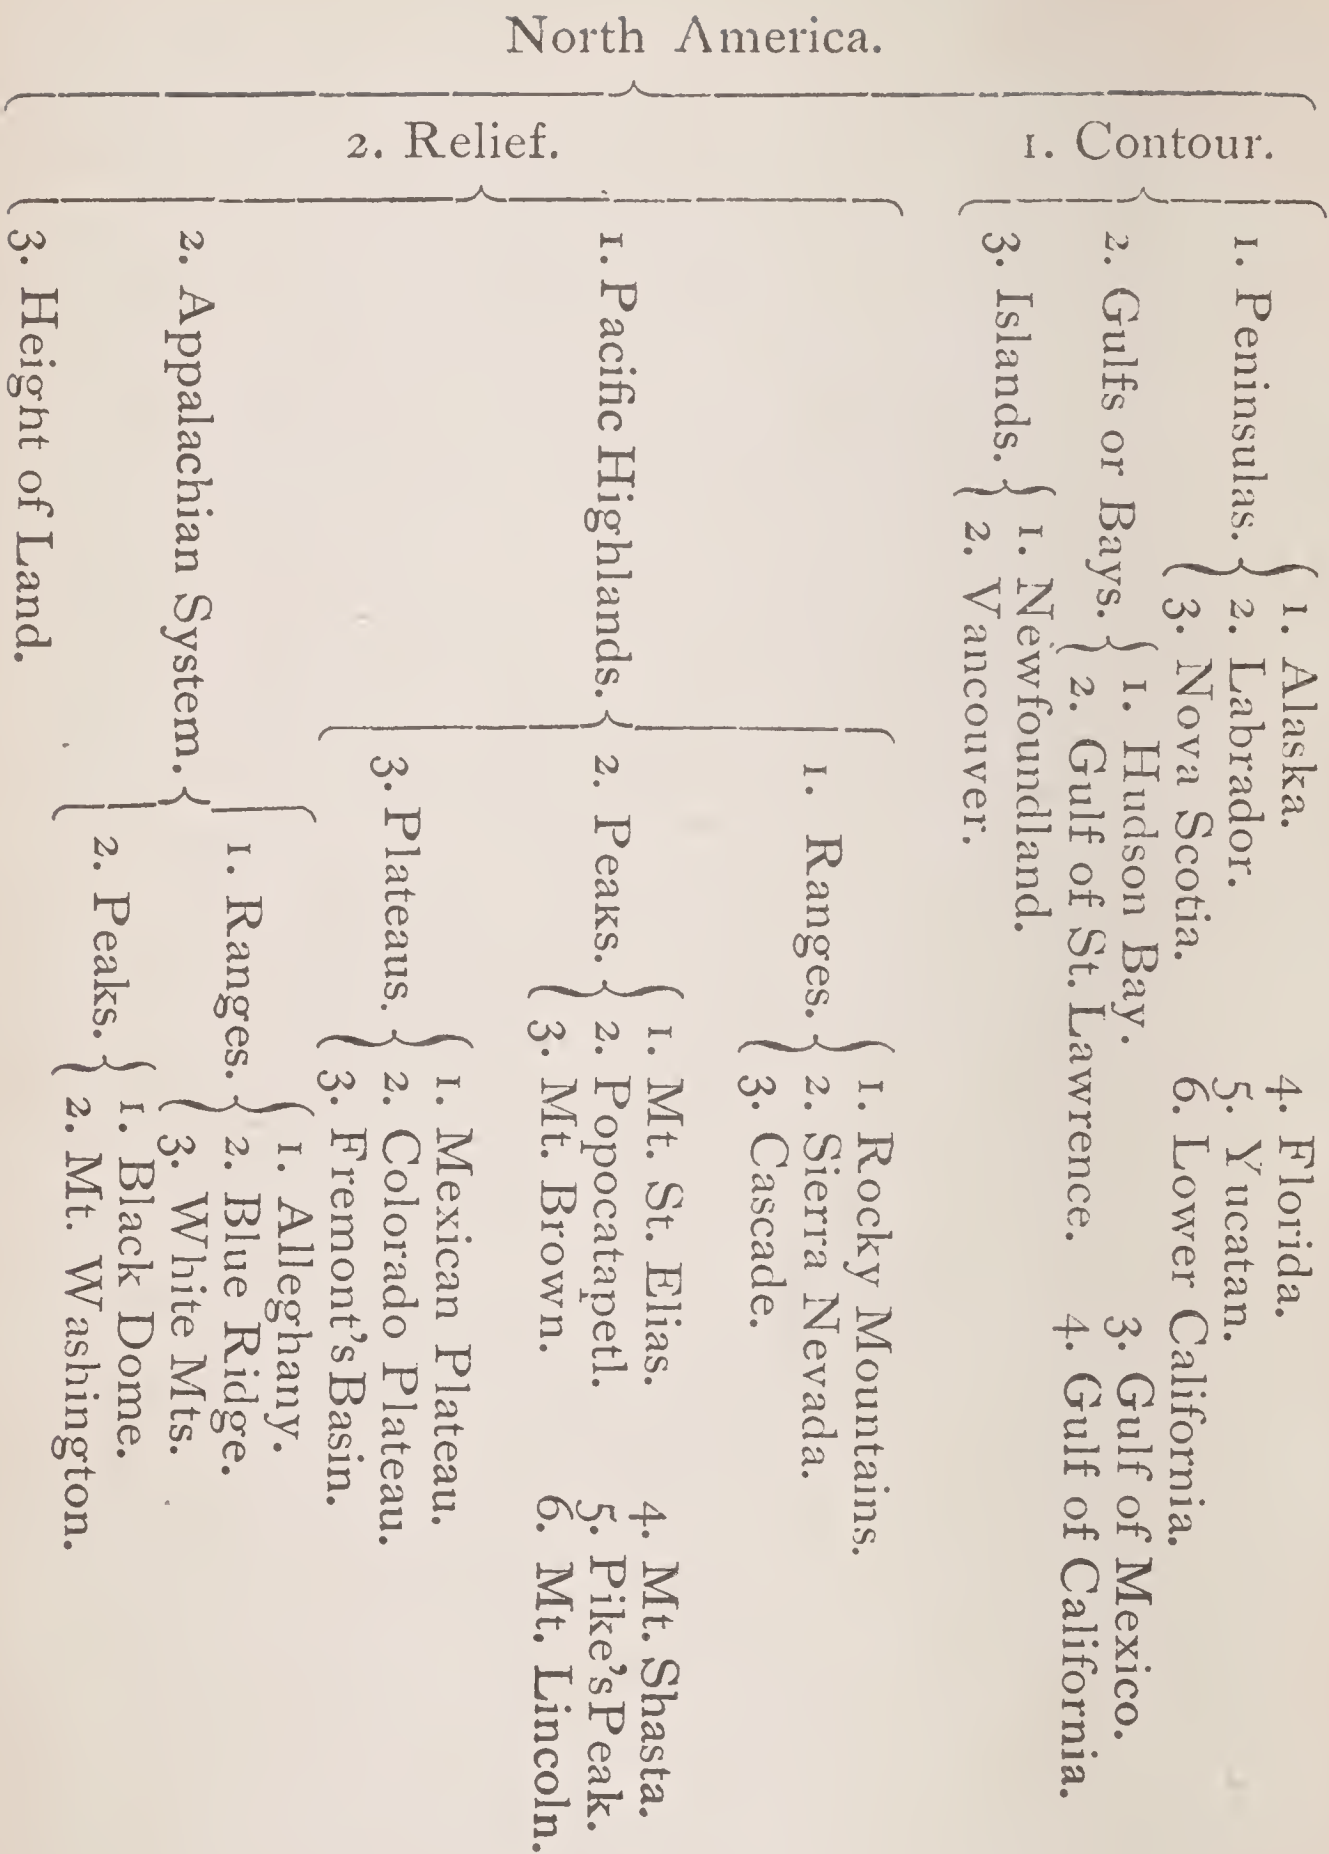 North America.
1. Contour.
1. Peninsulas.
1. Alaska.
2. Labrador.
3. Nova Scotia.
4. Florida.
5. Yucatan.
6. Lower California.
2. Gulfs or Bays.
1. Hudson Bay.
2. Gulf of St. Lawrence.
3. Gulf of Mexico.
4. Gulf of California.
3. Islands.
1. Newfoundland.
2. Vancouver.
2. Relief.
1. Pacific Highlands.
1. Ranges.
1. Rocky Mountains.
2. Sierra Nevada.
3. Cascade.
2. Peaks.
1. Mt. St. Elias.
2. Popocatapetl.
3. Mt. Brown.
4. Mt. Shasta.
5. Pike's Peak.
6. Mt. Lincoln.
3. Plateaus.
1. Mexican Plateau.
2. Colorado Plateau.
3. Fremont's Basin.
2. Appalachian System.
1. Ranges.
1. Alleghany.
2. Blue Ridge.
3. White Mts.
2. Peaks.
1. Black Dome.
2. Mt. Washington.
3. Height of Land.